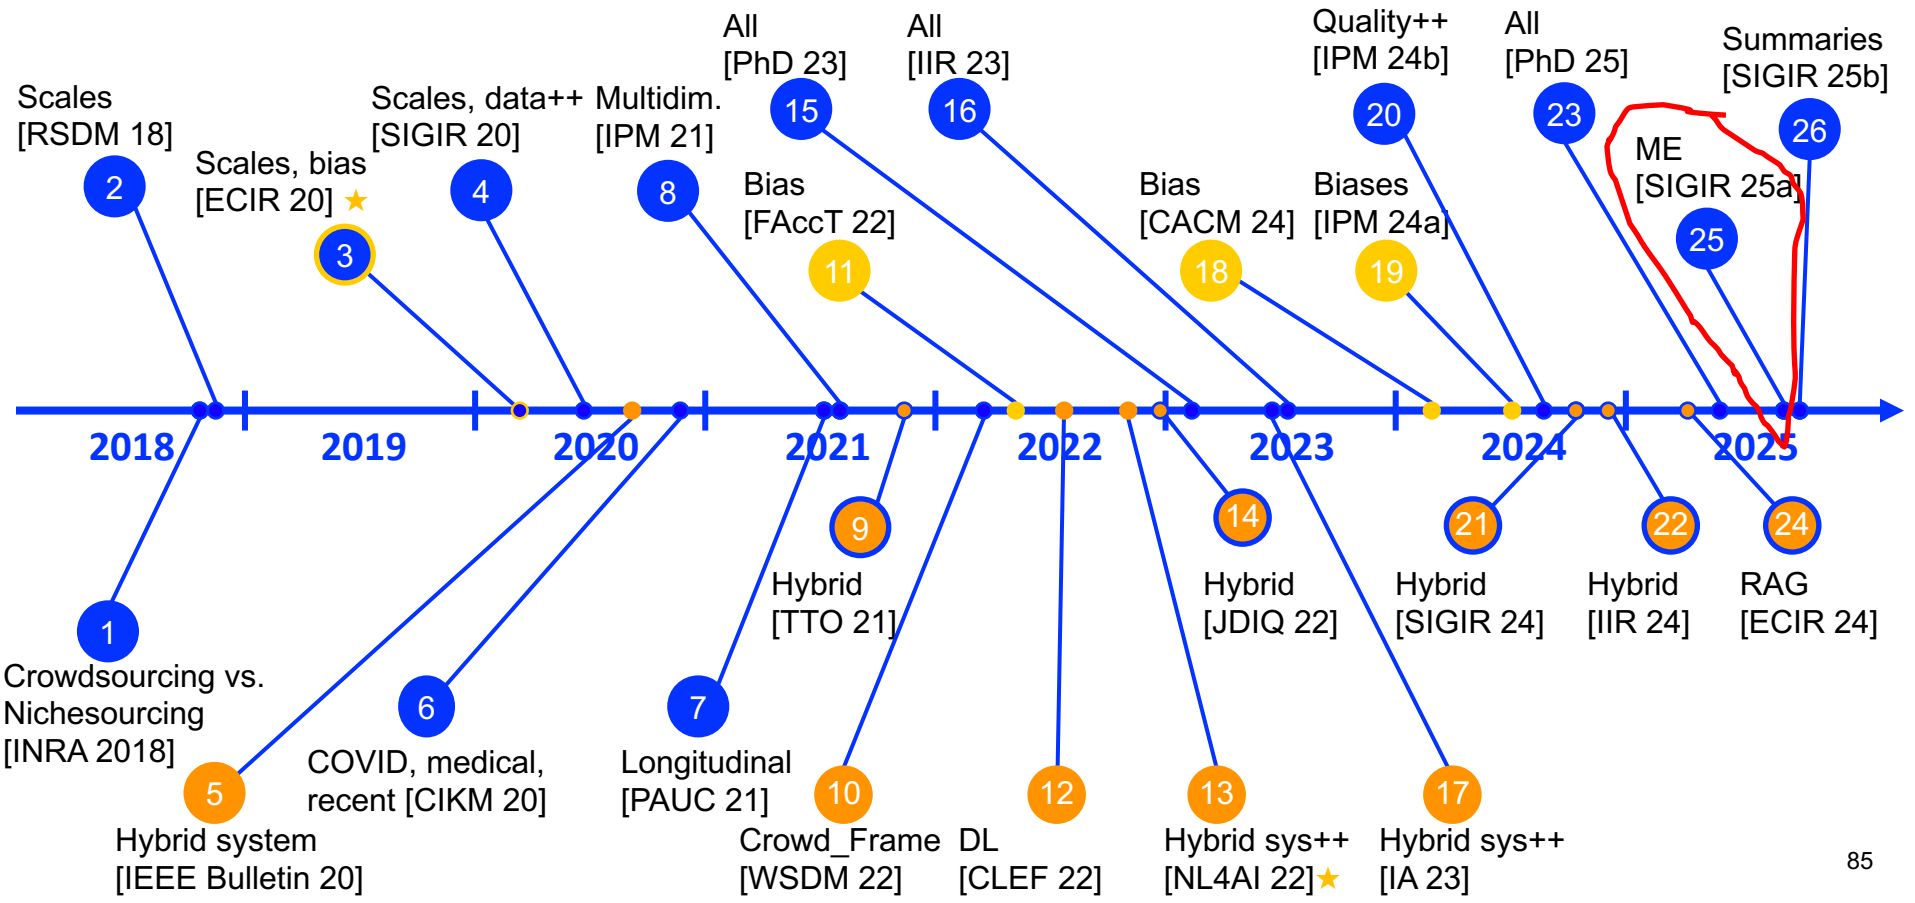 Scales
[RSDM 18]
2
Scales, bias
[ECIR 20] ★
3
Scales, data++
[SIGIR 20]
4
Multidim.
[IPM 21]
8
All
[PhD 23]
15
Bias
[FAccT 22]
11
All
[IIR 23]
16
Bias
[CACM 24]
18
Quality++
[IPM 24b]
20
Biases
[IPM 24a]
19
All
[PhD 25]
23
ME
[SIGIR 25a]
25
Summaries
[SIGIR 25b]
26
2018
2019
2020
2021
2022
2023
2024
2025
1
Crowdsourcing vs.
Nichesourcing
[INRA 2018]
5
Hybrid system
[IEEE Bulletin 20]
6
COVID, medical,
recent [CIKM 20]
7
Longitudinal
[PAUC 21]
9
Hybrid
[TTO 21]
10
Crowd_Frame
[WSDM 22]
12
DL
[CLEF 22]
13
Hybrid sys++
[NL4AI 22]★
14
Hybrid
[JDIQ 22]
17
Hybrid sys++
[IA 23]
21
Hybrid
[SIGIR 24]
22
Hybrid
[IIR 24]
24
RAG
[ECIR 24]
85